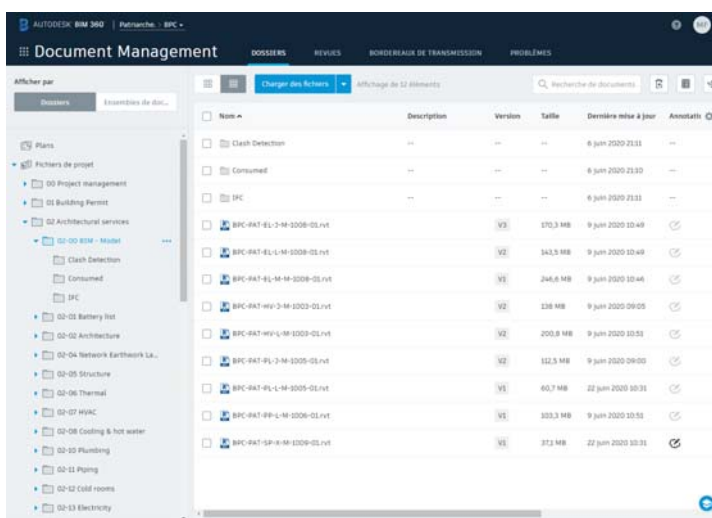 AUTODESK BIM 360 Patriarche. > BPC
Document Management
DOSSIERS REVUES BORDEREAUX DE TRANSMISSION PROBLÈMES
Afficher par
Dossiers Ensembles de doc...
Charger des fichiers Affichage de 12 éléments Recherche de documents
Plans
Fichiers de projet
00 Project management
01 Building Permit
02 Architectural services
02-00 BIM - Model
Clash Detection
Consumed
IFC
02-01 Battery list
02-02 Architecture
02-04 Network Earthwork La...
02-05 Structure
02-06 Thermal
02-07 HVAC
02-08 Cooling & hot water
02-10 Plumbing
02-11 Piping
02-12 Cold rooms
02-13 Electricity
Nom Description Version Taille Dernière mise à jour Annotatio
Clash Detection -- -- -- 6 juin 2020 21:11 --
Consumed -- -- -- 6 juin 2020 21:10 --
IFC -- -- -- 6 juin 2020 21:11 --
BPC-PAT-EL-J-M-1008-01.rvt V3 170,3 MB 9 juin 2020 10:49
BPC-PAT-EL-L-M-1008-01.rvt V2 143,5 MB 9 juin 2020 10:49
BPC-PAT-EL-M-M-1008-01.rvt V1 246,6 MB 9 juin 2020 10:46
BPC-PAT-HV-J-M-1003-01.rvt V2 138 MB 9 juin 2020 09:05
BPC-PAT-HV-L-M-1003-01.rvt V2 200,8 MB 9 juin 2020 10:51
BPC-PAT-PL-J-M-1005-01.rvt V2 112,5 MB 9 juin 2020 09:00
BPC-PAT-PL-L-M-1005-01.rvt V1 60,7 MB 22 juin 2020 10:31
BPC-PAT-PP-L-M-1006-01.rvt V1 103,3 MB 9 juin 2020 10:51
BPC-PAT-SP-X-M-1009-01.rvt V1 37,1 MB 22 juin 2020 10:31